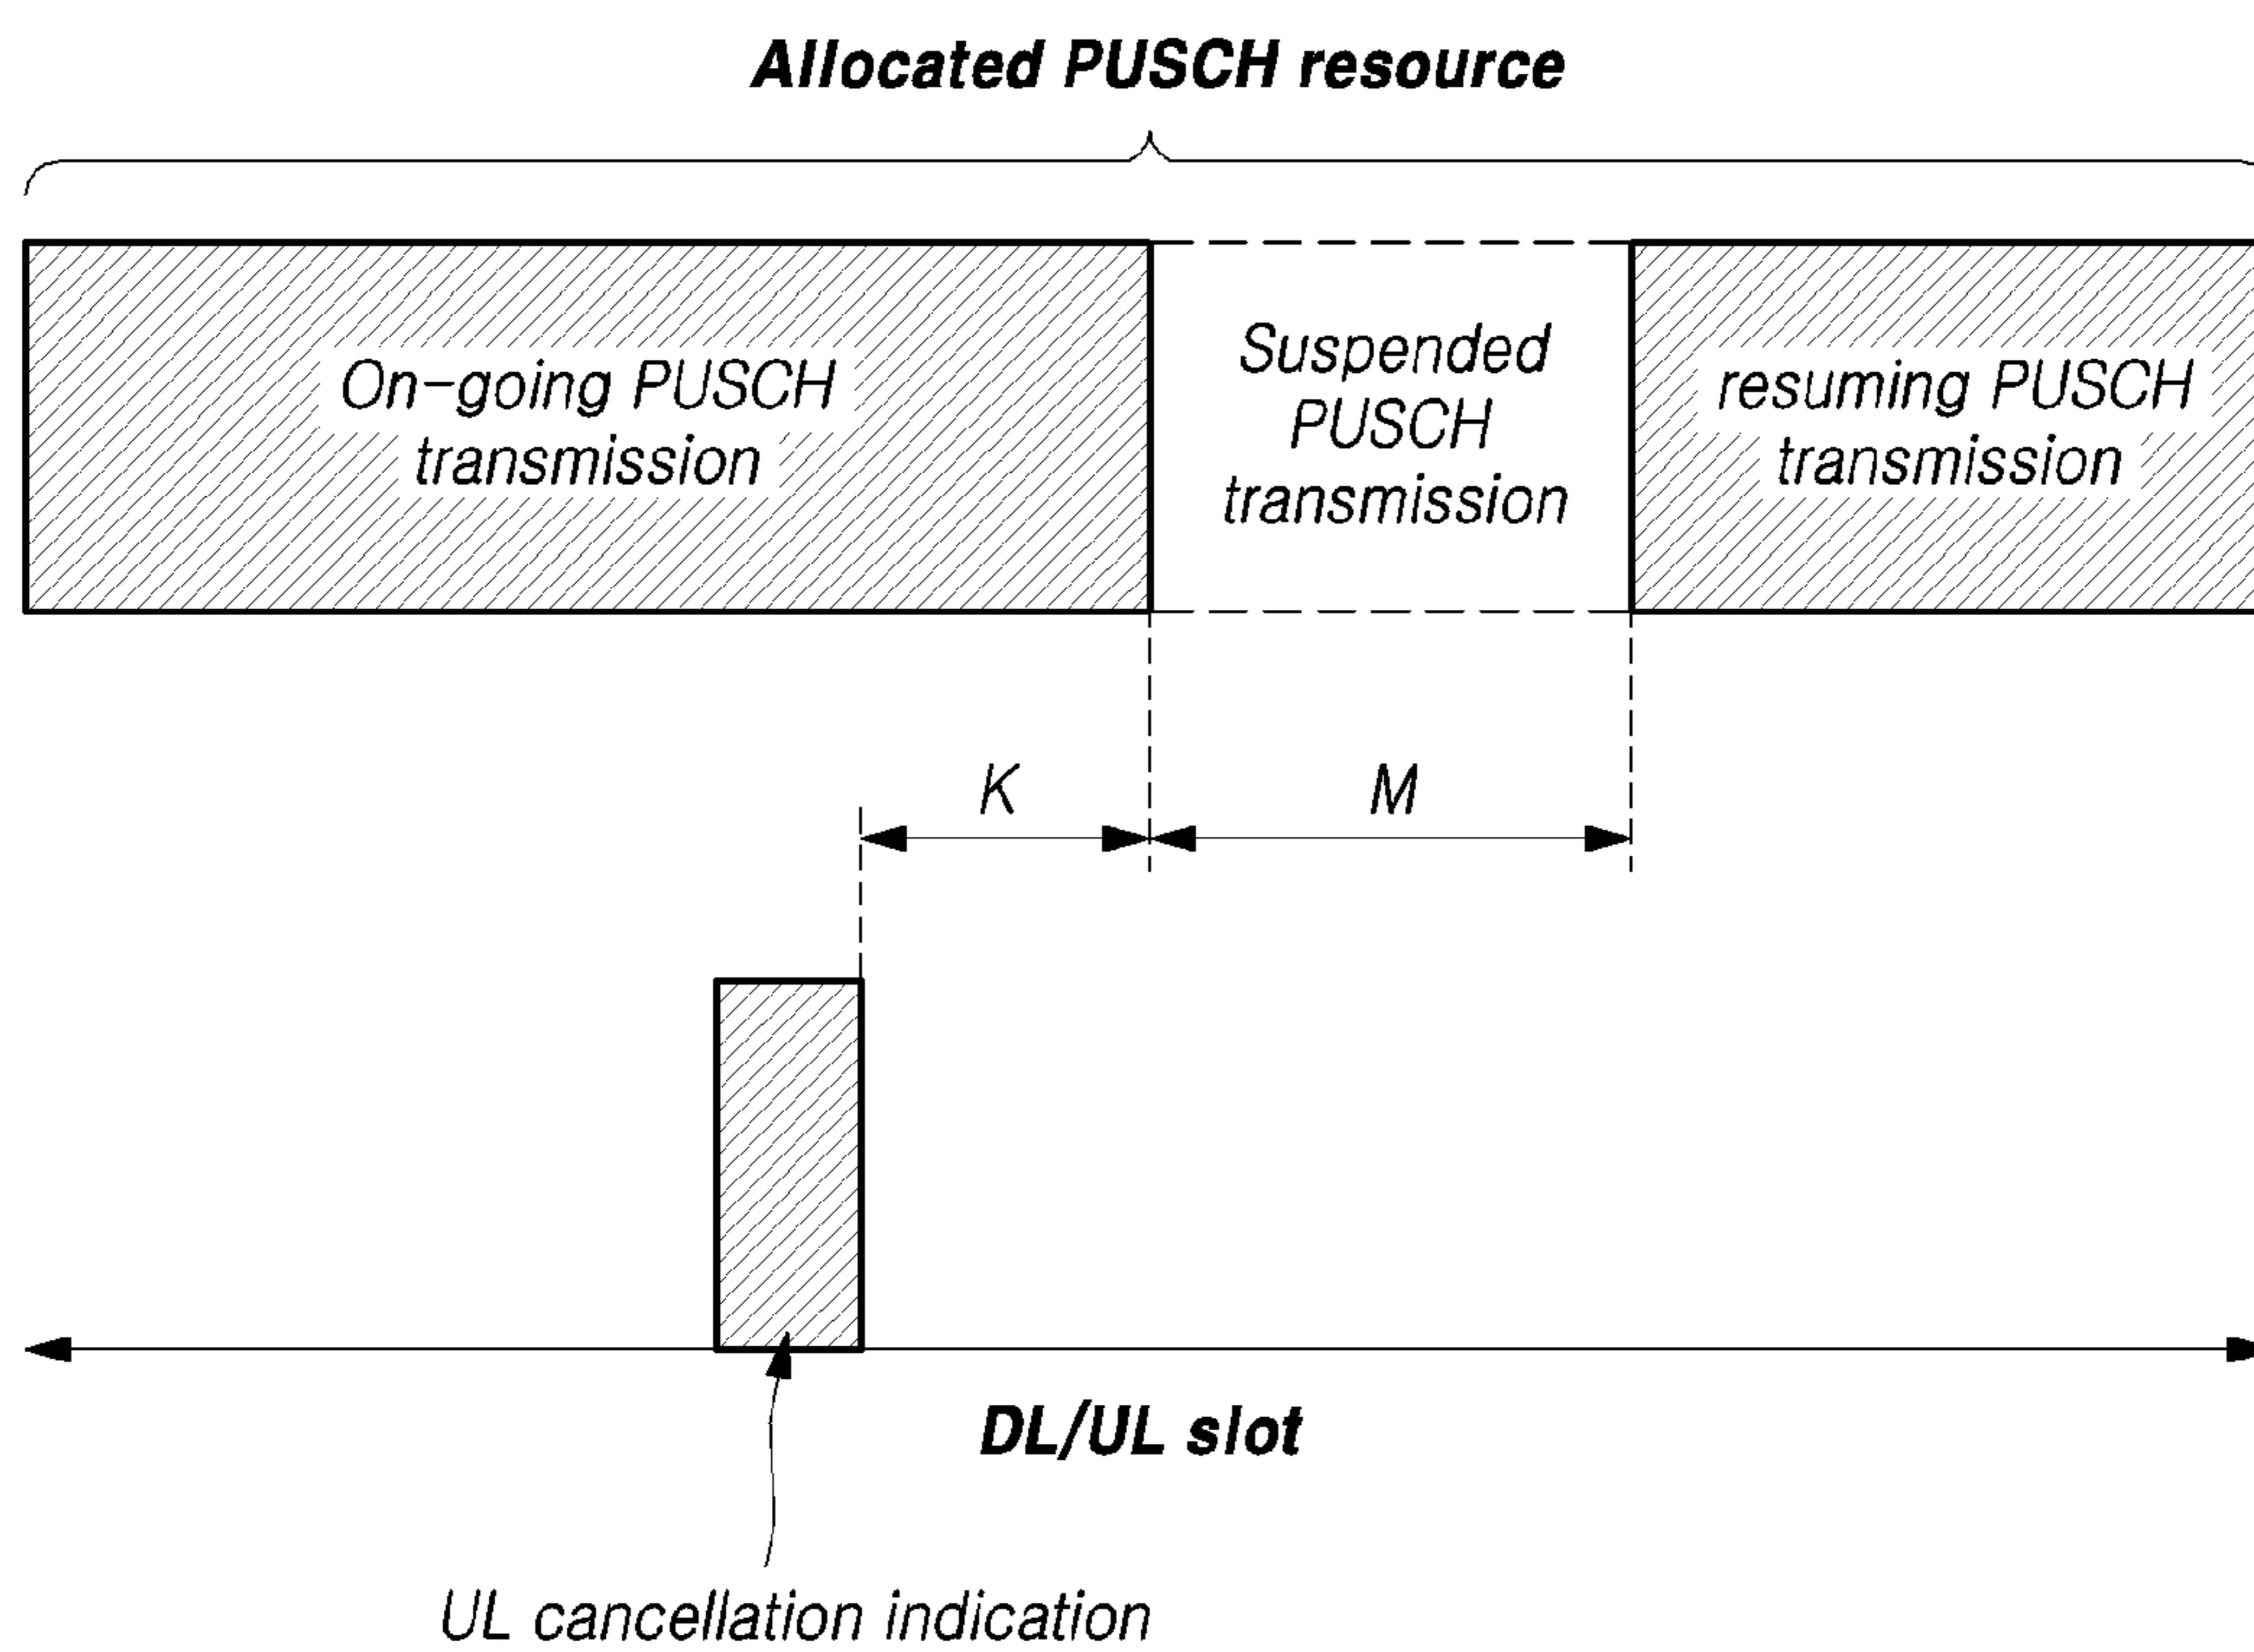 Allocated PUSCH resource
On-going PUSCH
transmission
Suspended
PUSCH
transmission
resuming PUSCH
transmission
K
M
DL/UL slot
UL cancellation indication